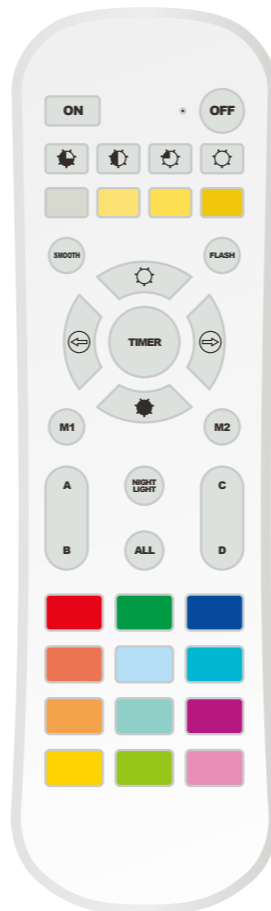 ON
OFF
SMOOTH
FLASH
TIMER
M1
M2
A
NIGHT
LIGHT
C
B
ALL
D